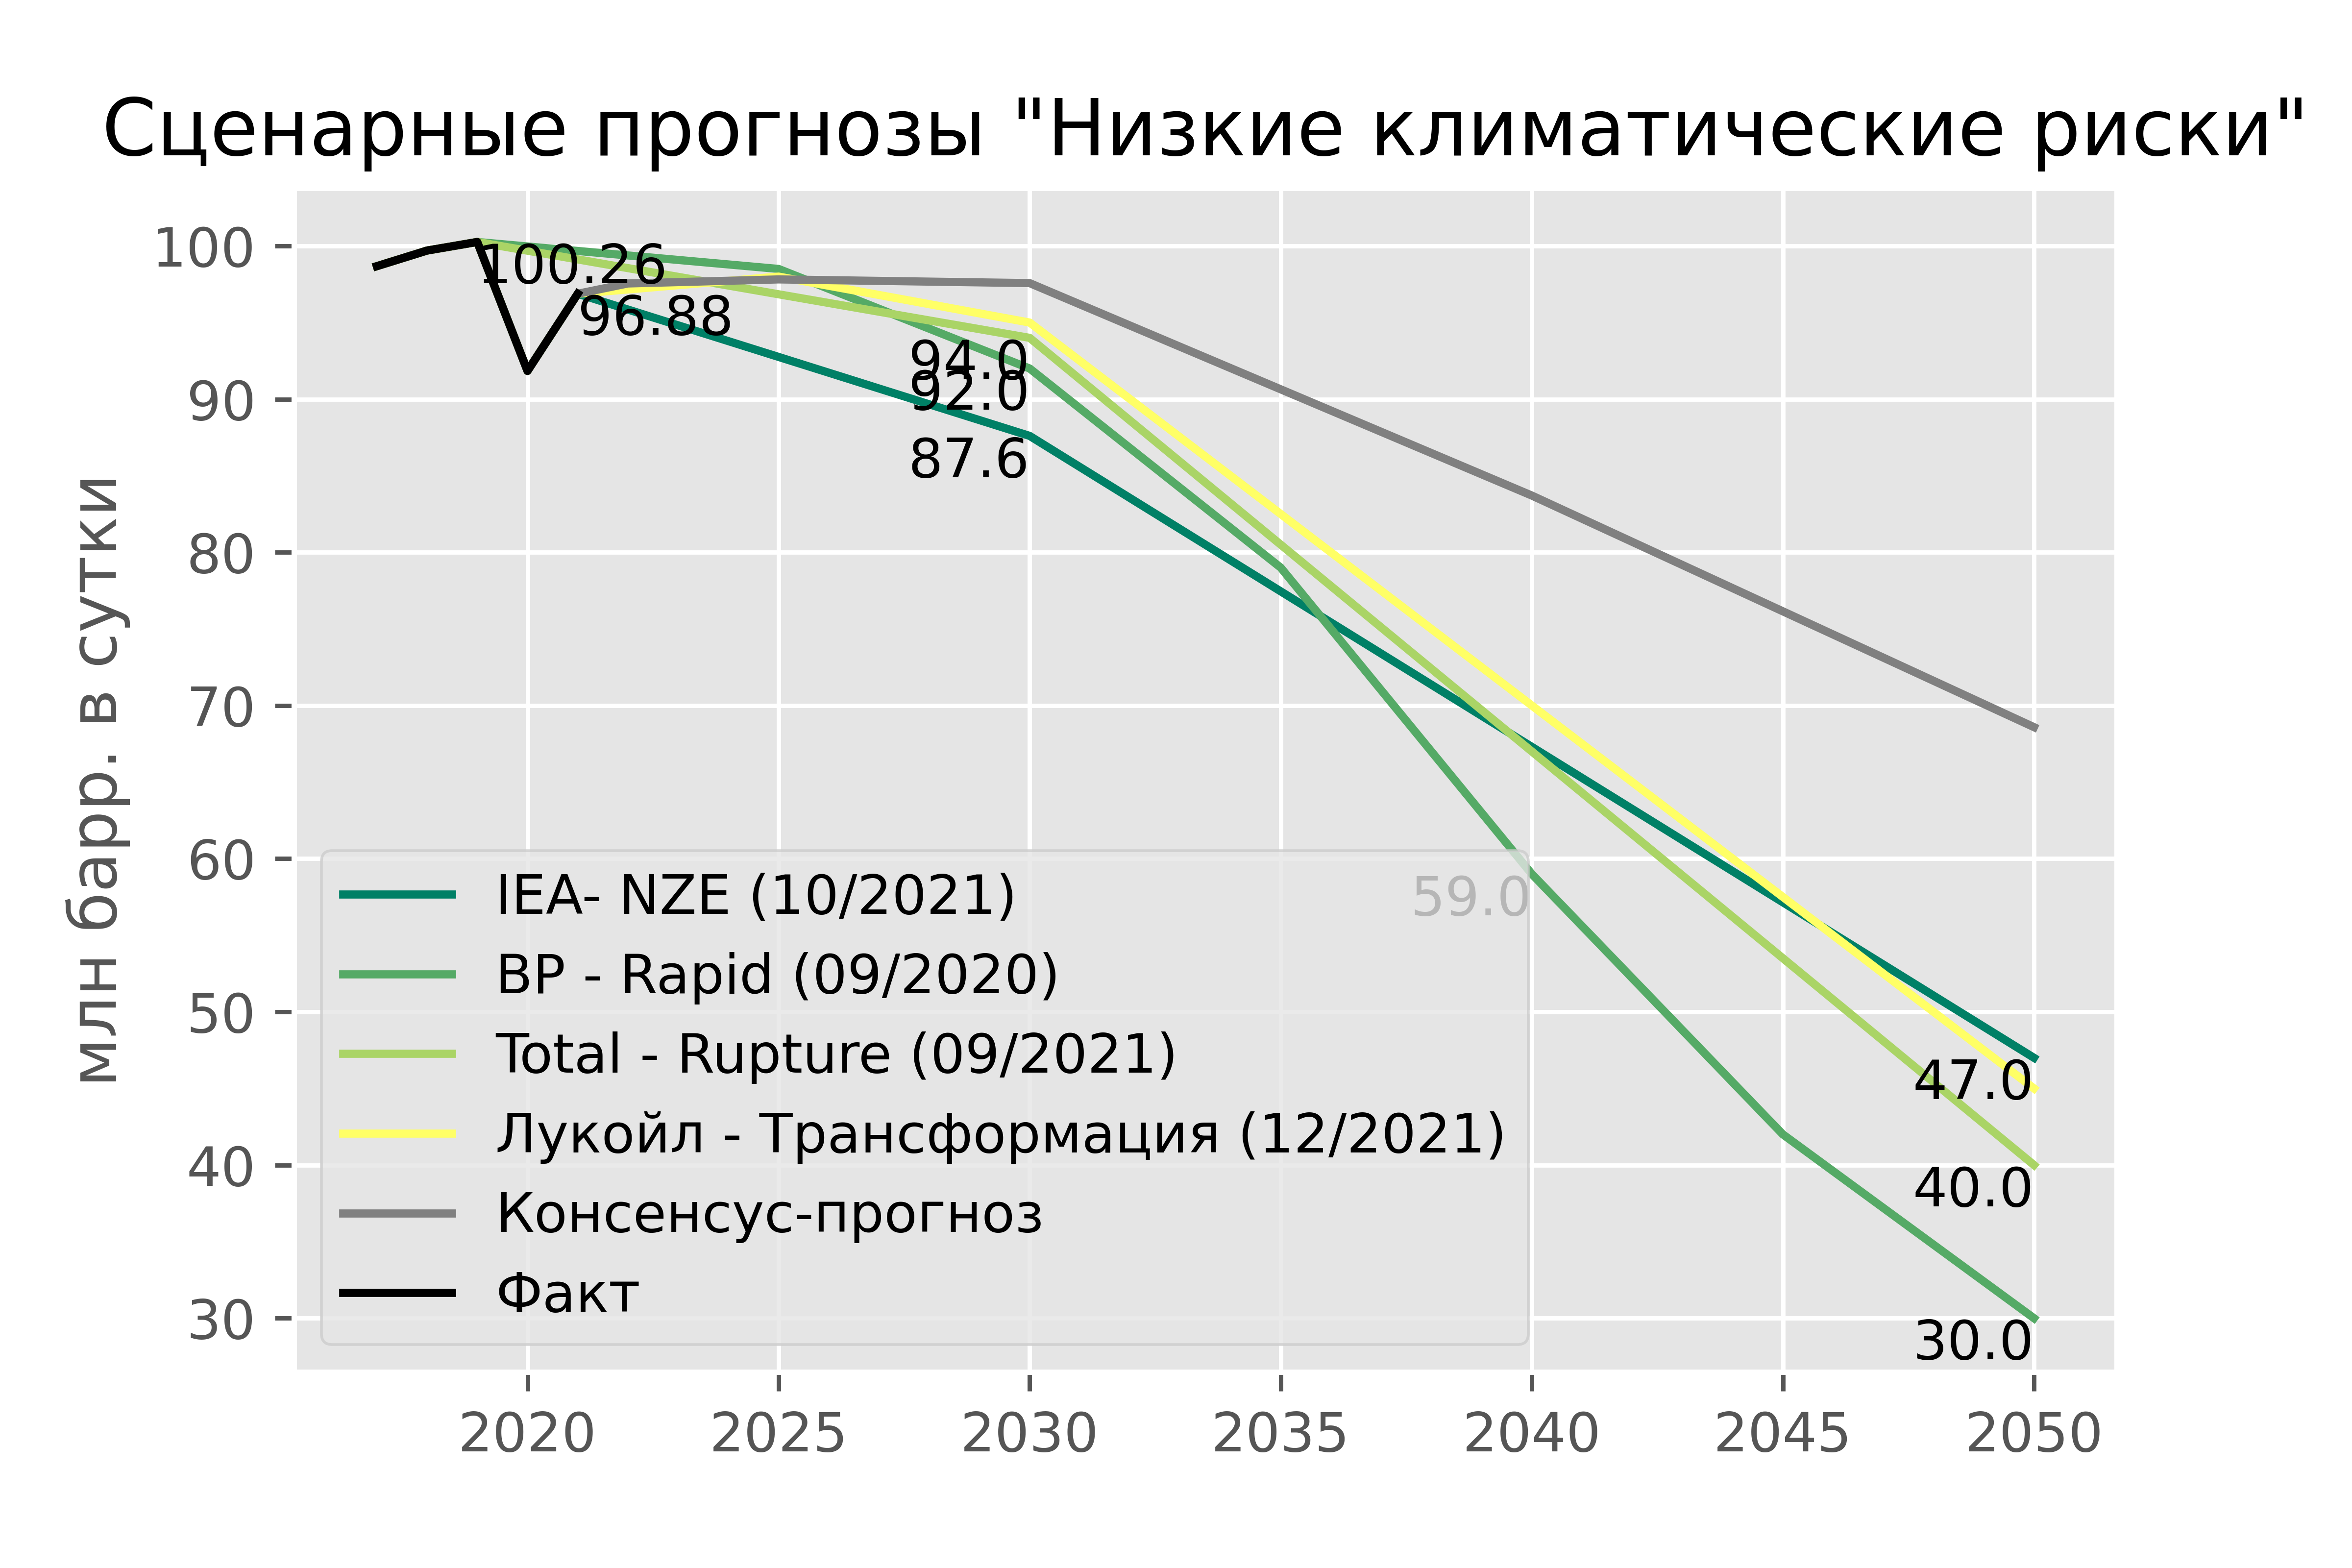 Сценарные прогнозы "Низкие климатические риски"
млн барр. в сутки
100
90
80
70
60
50
40
30
100.26
96.88
94.0
92.0
87.6
59.0
47.0
40.0
30.0
IEA- NZE (10/2021)
BP - Rapid (09/2020)
Total - Rupture (09/2021)
Лукойл - Трансформация (12/2021)
Консенсус-прогноз
Факт
2020 2025 2030 2035 2040 2045 2050